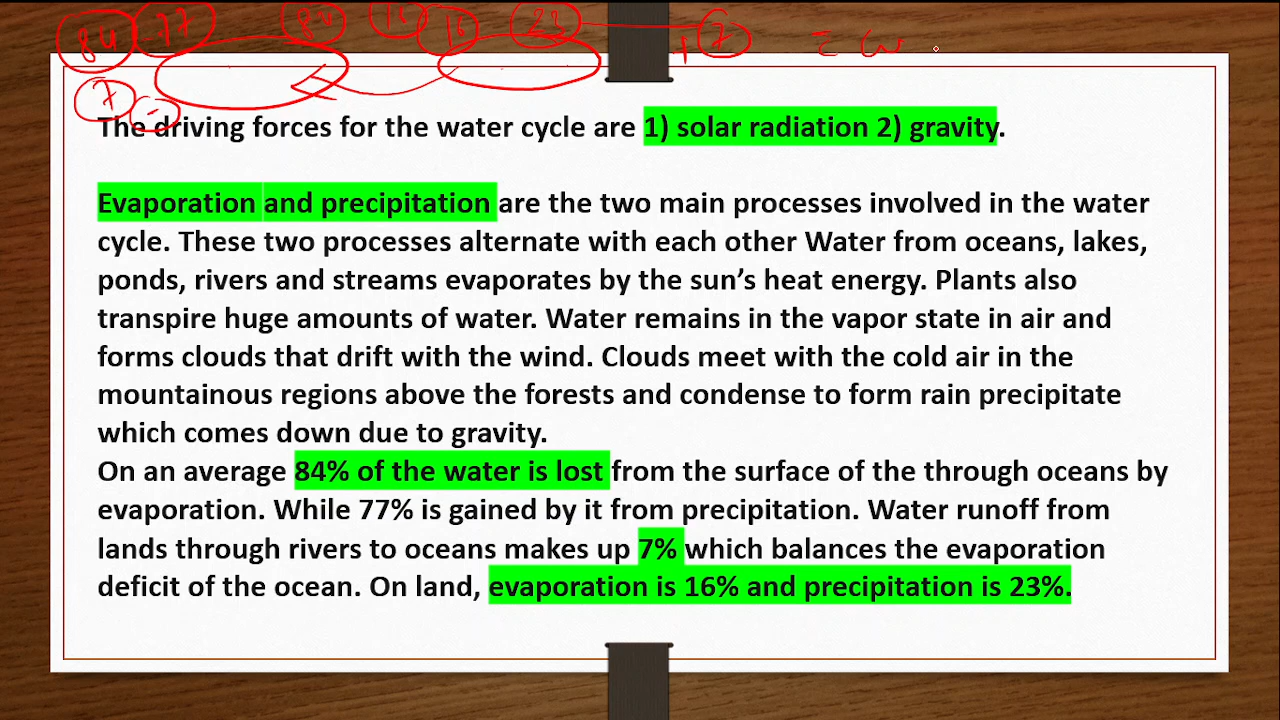 84 -77 84 16 16 23 + 7 =
7 -
The driving forces for the water cycle are 1) solar radiation 2) gravity.
Evaporation and precipitation are the two main processes involved in the water
cycle. These two processes alternate with each other Water from oceans, lakes,
ponds, rivers and streams evaporates by the sun’s heat energy. Plants also
transpire huge amounts of water. Water remains in the vapor state in air and
forms clouds that drift with the wind. Clouds meet with the cold air in the
mountainous regions above the forests and condense to form rain precipitate
which comes down due to gravity.
On an average 84% of the water is lost from the surface of the through oceans by
evaporation. While 77% is gained by it from precipitation. Water runoff from
lands through rivers to oceans makes up 7% which balances the evaporation
deficit of the ocean. On land, evaporation is 16% and precipitation is 23%.